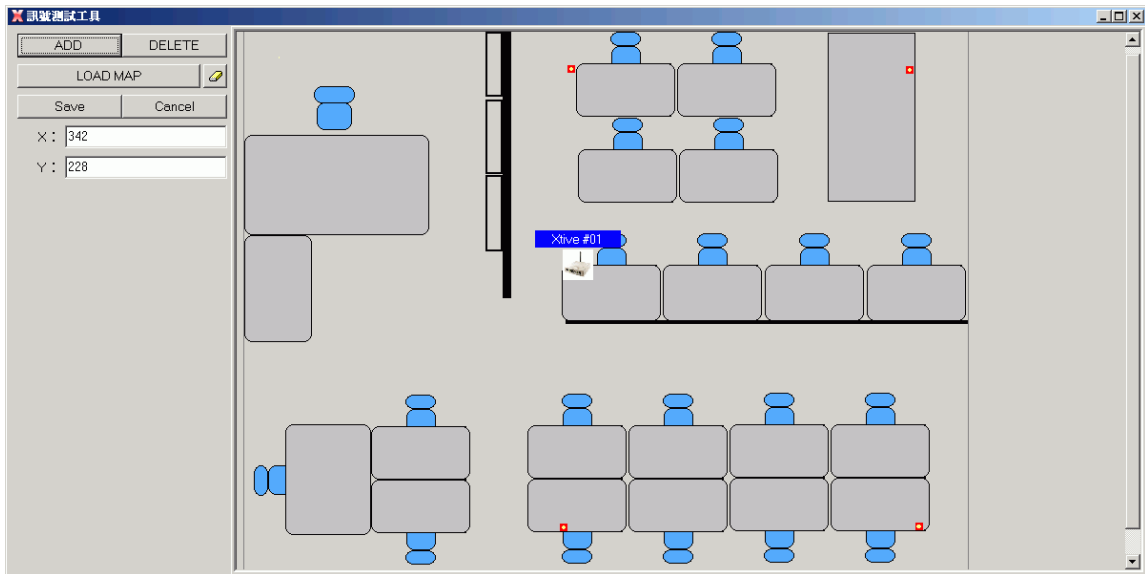 訊號測試工具
ADD DELETE
LOAD MAP
Save Cancel
X: 342
Y: 228
Xtive #01